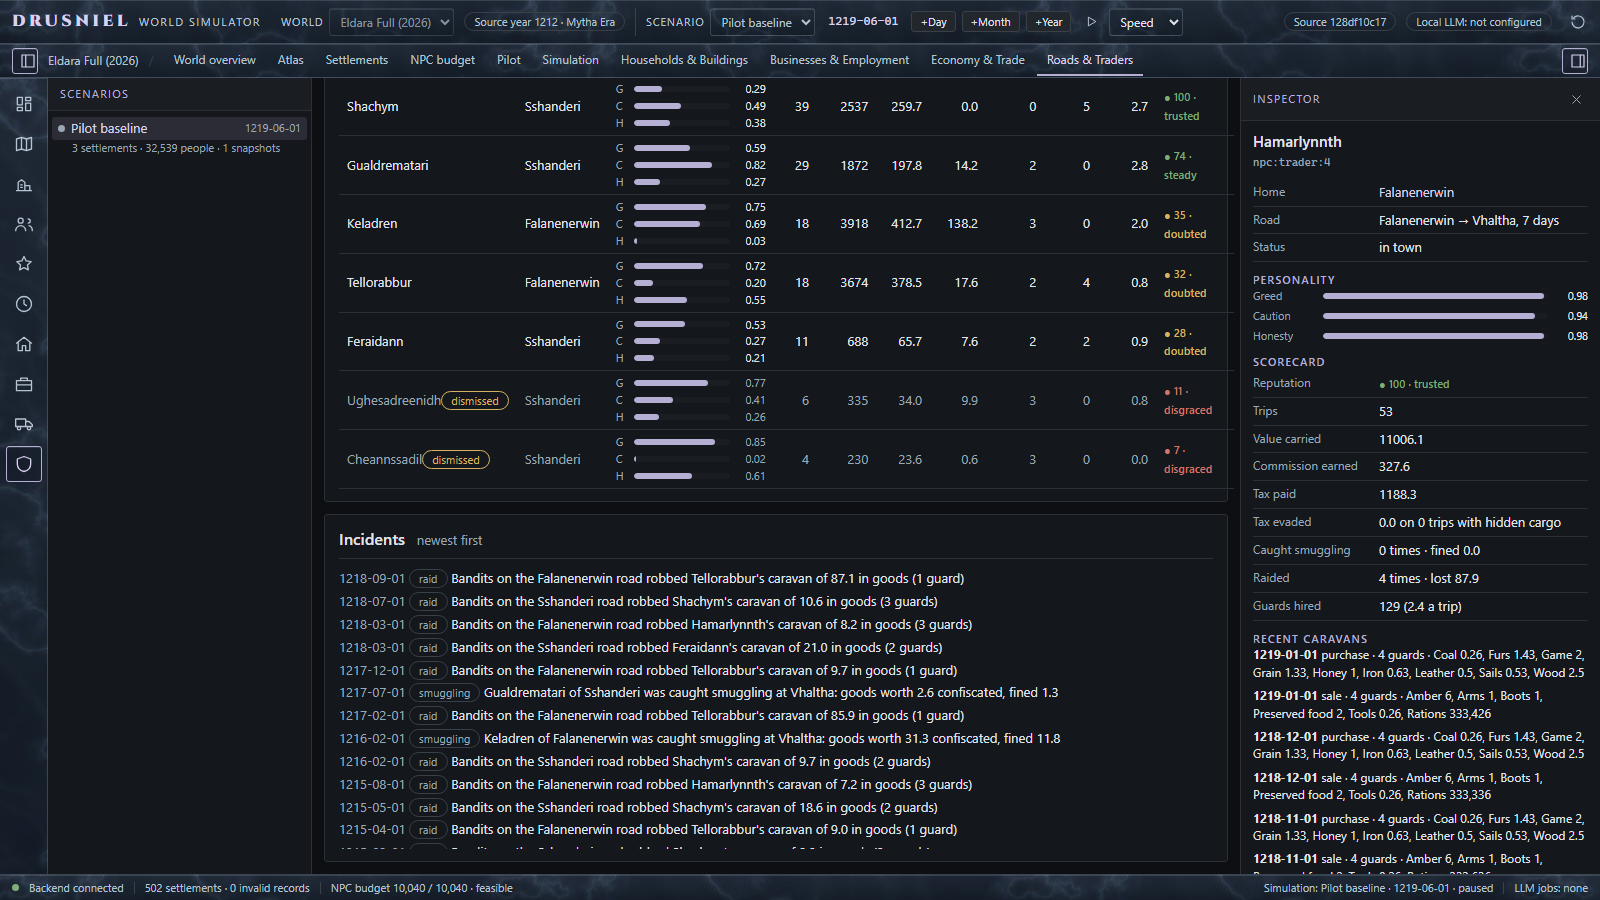 DRUSNIEL WORLD SIMULATOR WORLD Eldara Full (2026) Source year 1212 · Mytha Era SCENARIO Pilot baseline 1219-06-01 +Day +Month +Year Speed Source 128df10c17 Local LLM: not configured
Eldara Full (2026) / World overview Atlas Settlements NPC budget Pilot Simulation Households & Buildings Businesses & Employment Economy & Trade Roads & Traders
SCENARIOS
Pilot baseline 1219-06-01
3 settlements · 32,539 people · 1 snapshots
G 0.29
Shachym Sshanderi C 0.49 39 2537 259.7 0.0 0 5 2.7 100 · trusted
H 0.38
G 0.59
Gualdrematari Sshanderi C 0.82 29 1872 197.8 14.2 2 0 2.8 74 · steady
H 0.27
G 0.75
Keladren Falanenerwin C 0.69 18 3918 412.7 138.2 3 0 2.0 35 · doubted
H 0.03
G 0.72
Tellorabbur Falanenerwin C 0.20 18 3674 378.5 17.6 2 4 0.8 32 · doubted
H 0.55
G 0.53
Feraidann Sshanderi C 0.27 11 688 65.7 7.6 2 2 0.9 28 · doubted
H 0.21
G 0.77
Ughesadreenidh dismissed Sshanderi C 0.41 6 335 34.0 9.9 3 0 0.8 11 · disgraced
H 0.26
G 0.85
Cheannssadil dismissed Sshanderi C 0.02 4 230 23.6 0.6 3 0 0.0 7 · disgraced
H 0.61
Incidents newest first
1218-09-01 raid Bandits on the Falanenerwin road robbed Tellorabbur's caravan of 87.1 in goods (1 guard)
1218-07-01 raid Bandits on the Sshanderi road robbed Shachym's caravan of 10.6 in goods (3 guards)
1218-03-01 raid Bandits on the Falanenerwin road robbed Hamarlynnth's caravan of 8.2 in goods (3 guards)
1218-03-01 raid Bandits on the Sshanderi road robbed Feraidann's caravan of 21.0 in goods (2 guards)
1217-12-01 raid Bandits on the Falanenerwin road robbed Tellorabbur's caravan of 9.7 in goods (1 guard)
1217-07-01 smuggling Gualdrematari of Sshanderi was caught smuggling at Vhaltha: goods worth 2.6 confiscated, fined 1.3
1217-02-01 raid Bandits on the Falanenerwin road robbed Tellorabbur's caravan of 85.9 in goods (1 guard)
1216-02-01 smuggling Keladren of Falanenerwin was caught smuggling at Vhaltha: goods worth 31.3 confiscated, fined 11.8
1216-02-01 raid Bandits on the Sshanderi road robbed Shachym's caravan of 9.7 in goods (2 guards)
1215-08-01 raid Bandits on the Falanenerwin road robbed Hamarlynnth's caravan of 7.2 in goods (3 guards)
1215-05-01 raid Bandits on the Sshanderi road robbed Shachym's caravan of 18.6 in goods (2 guards)
1215-04-01 raid Bandits on the Falanenerwin road robbed Tellorabbur's caravan of 9.0 in goods (1 guard)
INSPECTOR
Hamarlynnth
npc:trader:4
Home Falanenerwin
Road Falanenerwin → Vhaltha, 7 days
Status in town
PERSONALITY
Greed 0.98
Caution 0.94
Honesty 0.98
SCORECARD
Reputation 100 · trusted
Trips 53
Value carried 11006.1
Commission earned 327.6
Tax paid 1188.3
Tax evaded 0.0 on 0 trips with hidden cargo
Caught smuggling 0 times · fined 0.0
Raided 4 times · lost 87.9
Guards hired 129 (2.4 a trip)
RECENT CARAVANS
1219-01-01 purchase · 4 guards · Coal 0.26, Furs 1.43, Game 2,
Grain 1.33, Honey 1, Iron 0.63, Leather 0.5, Sails 0.53, Wood 2.5
1219-01-01 sale · 4 guards · Amber 6, Arms 1, Boots 1,
Preserved food 2, Tools 0.26, Rations 333,426
1218-12-01 purchase · 4 guards · Coal 0.26, Furs 1.43, Game 2,
Grain 1.33, Honey 1, Iron 0.63, Leather 0.5, Sails 0.53, Wood 2.5
1218-12-01 sale · 4 guards · Amber 6, Arms 1, Boots 1,
Preserved food 2, Tools 0.26, Rations 333,336
1218-11-01 purchase · 4 guards · Coal 0.26, Furs 1.43, Game 2,
Grain 1.33, Honey 1, Iron 0.63, Leather 0.5, Sails 0.53, Wood 2.5
1218-11-01 sale · 4 guards · Amber 6, Arms 1, Boots 1,
Backend connected 502 settlements · 0 invalid records NPC budget 10,040 / 10,040 · feasible Simulation: Pilot baseline · 1219-06-01 · paused LLM jobs: none